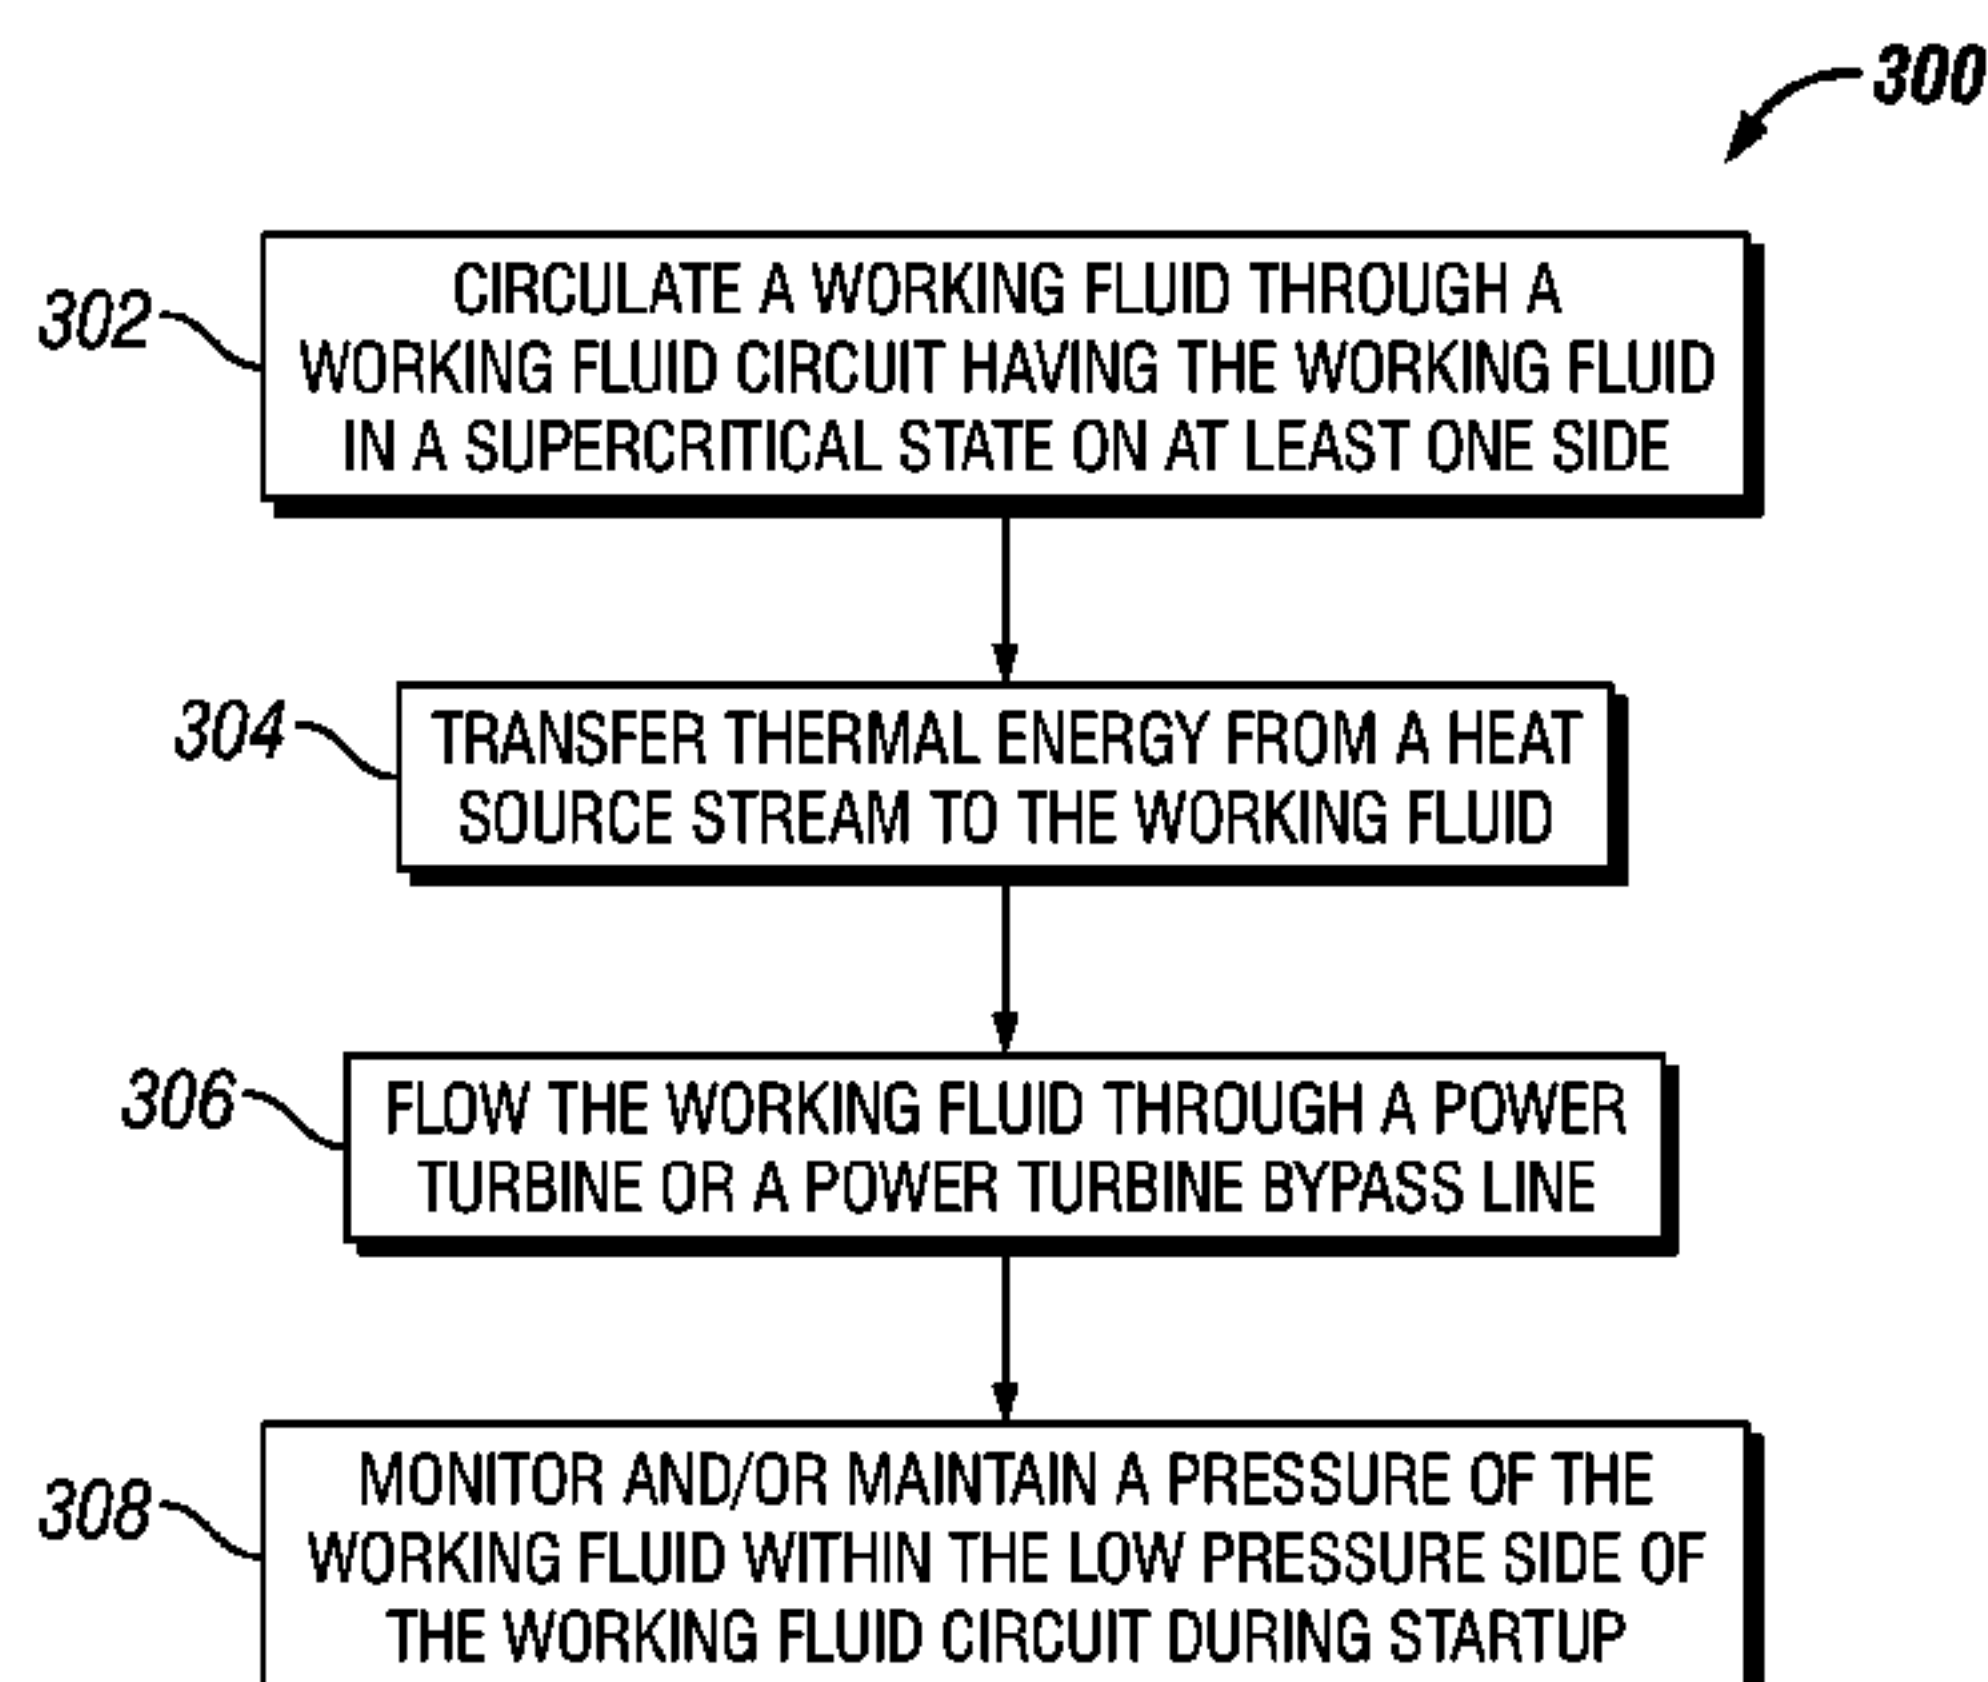 300
302
CIRCULATE A WORKING FLUID THROUGH A
WORKING FLUID CIRCUIT HAVING THE WORKING FLUID
IN A SUPERCRITICAL STATE ON AT LEAST ONE SIDE
304
TRANSFER THERMAL ENERGY FROM A HEAT
SOURCE STREAM TO THE WORKING FLUID
306
FLOW THE WORKING FLUID THROUGH A POWER
TURBINE OR A POWER TURBINE BYPASS LINE
308
MONITOR AND/OR MAINTAIN A PRESSURE OF THE
WORKING FLUID WITHIN THE LOW PRESSURE SIDE OF
THE WORKING FLUID CIRCUIT DURING STARTUP